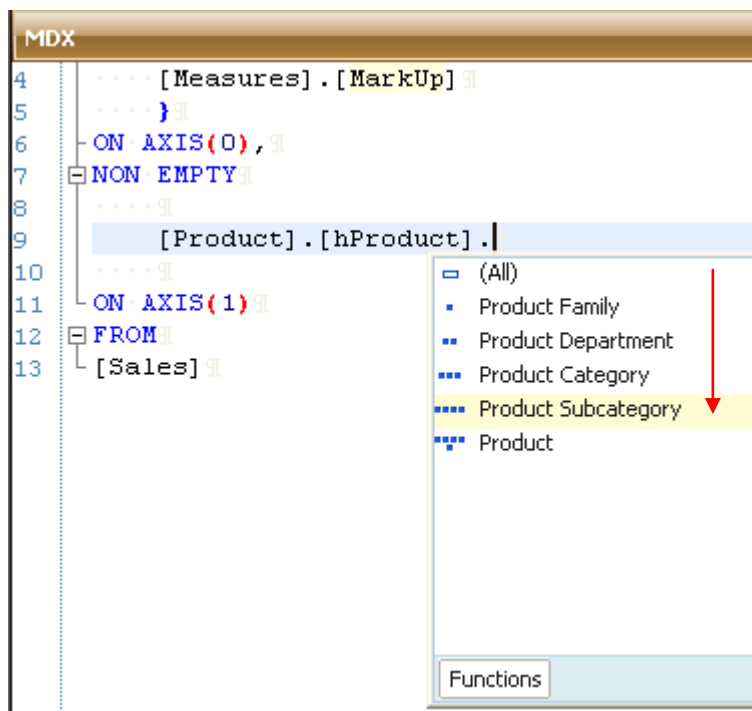 MDX
4 [Measures].[MarkUp]¶
5 }¶
6 ON·AXIS(0),¶
7 NON·EMPTY¶
8 ¶
9 [Product].[hProduct].
10 ¶
11 ON·AXIS(1)¶
12 FROM¶
13 [Sales]¶
(All)
Product Family
Product Department
Product Category
Product Subcategory
Product
Functions